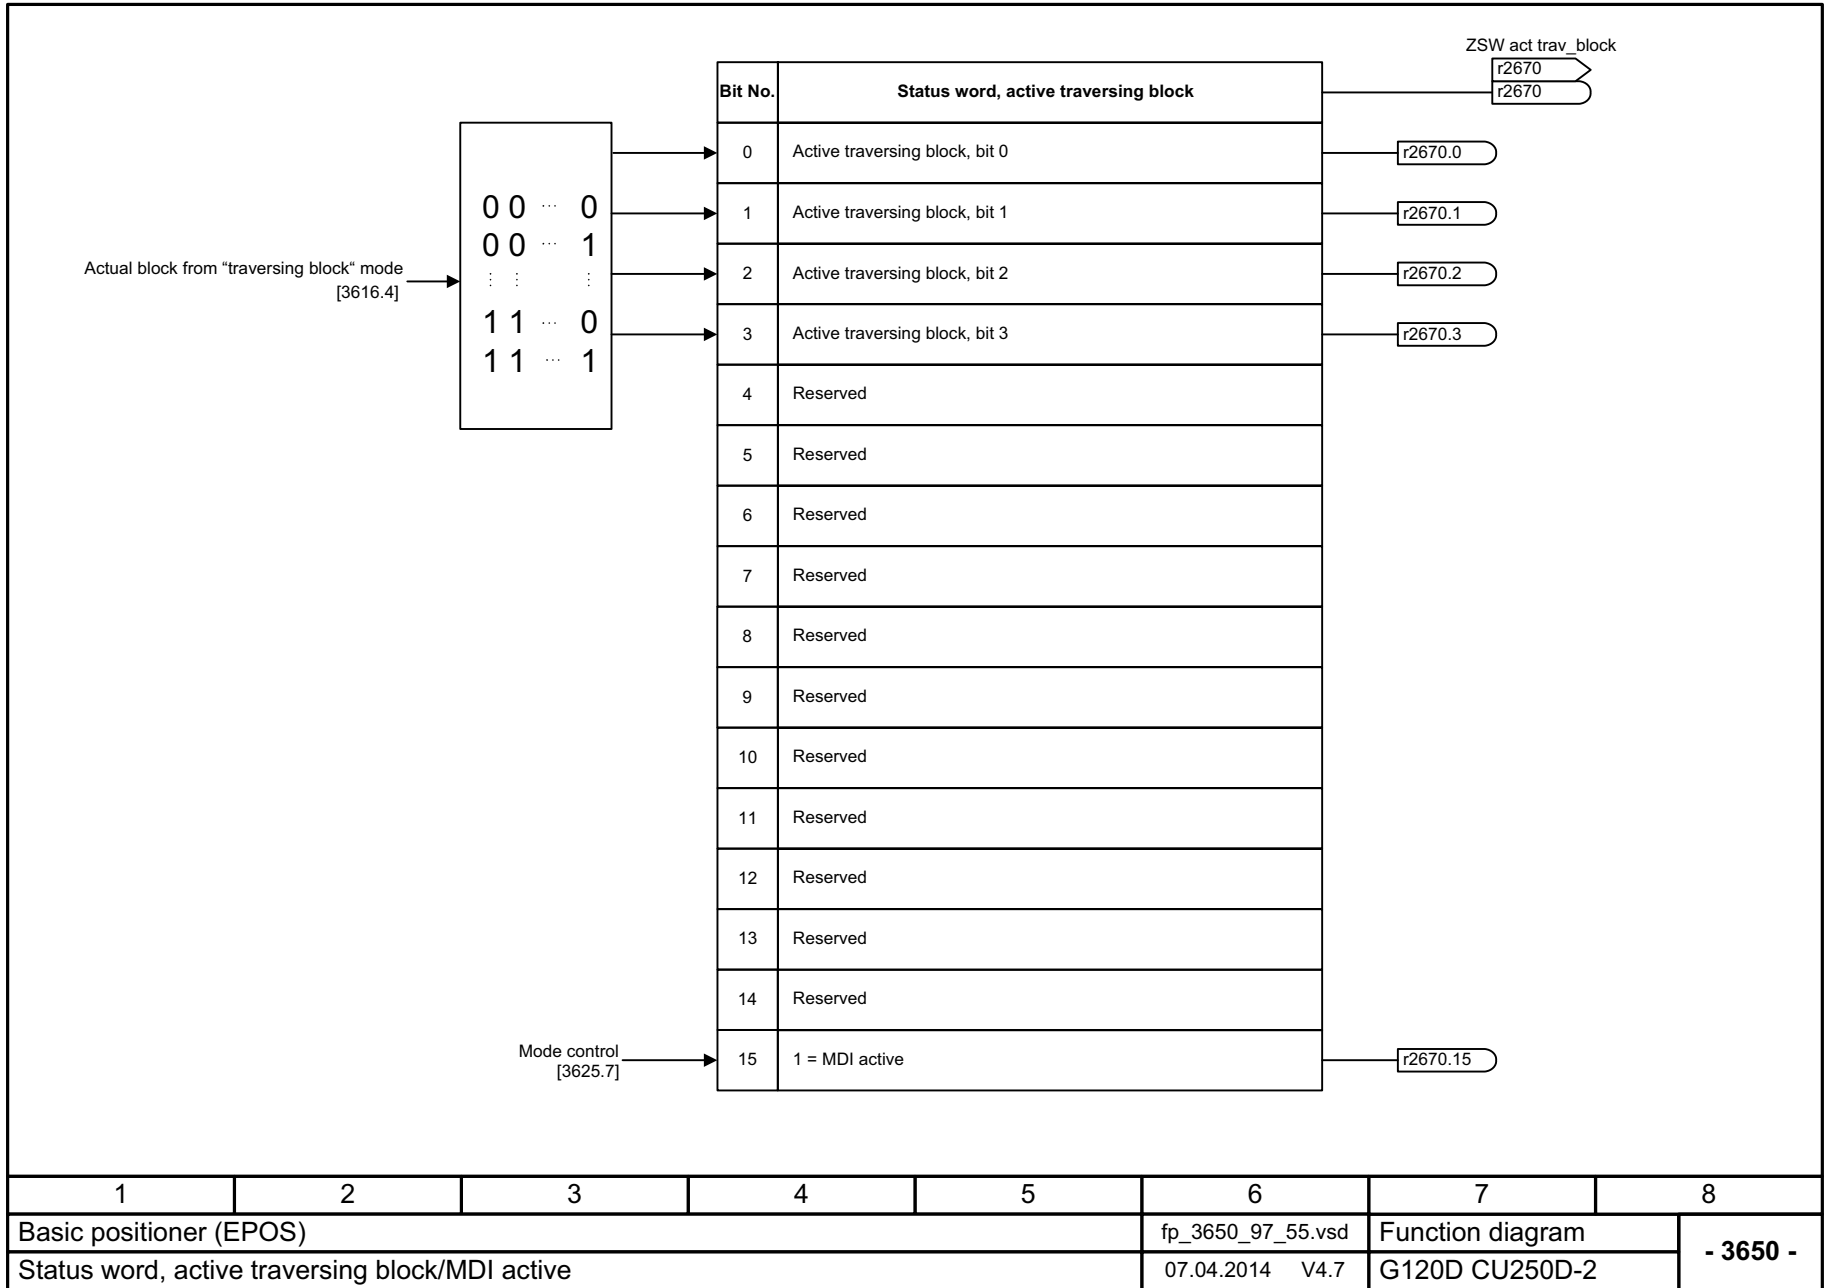 ZSW act trav_block
r2670
r2670
Bit No. Status word, active traversing block
0 Active traversing block, bit 0 r2670.0
1 Active traversing block, bit 1 r2670.1
2 Active traversing block, bit 2 r2670.2
3 Active traversing block, bit 3 r2670.3
0 0 ... 0
0 0 ... 1
⋮ ⋮ ⋮
1 1 ... 0
1 1 ... 1
Actual block from “traversing block“ mode
[3616.4]
4 Reserved
5 Reserved
6 Reserved
7 Reserved
8 Reserved
9 Reserved
10 Reserved
11 Reserved
12 Reserved
13 Reserved
14 Reserved
Mode control
[3625.7]
15 1 = MDI active r2670.15
1 2 3 4 5 6 7 8
Basic positioner (EPOS) fp_3650_97_55.vsd Function diagram
- 3650 -
Status word, active traversing block/MDI active 07.04.2014 V4.7 G120D CU250D-2